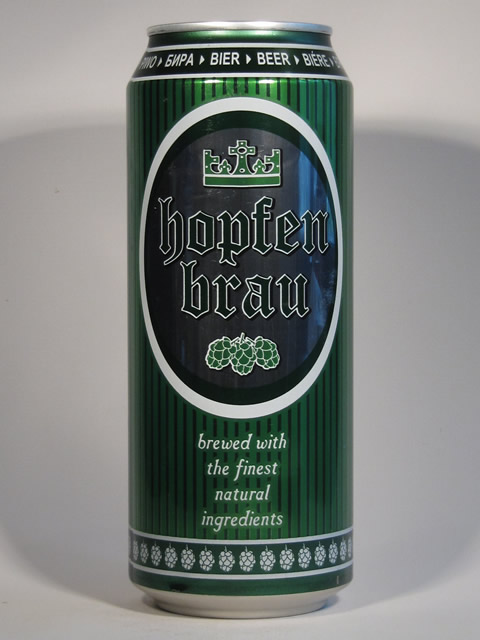 БИРА BIER BEER BIÈRE
hopfen
brau
brewed with
the finest
natural
ingredients